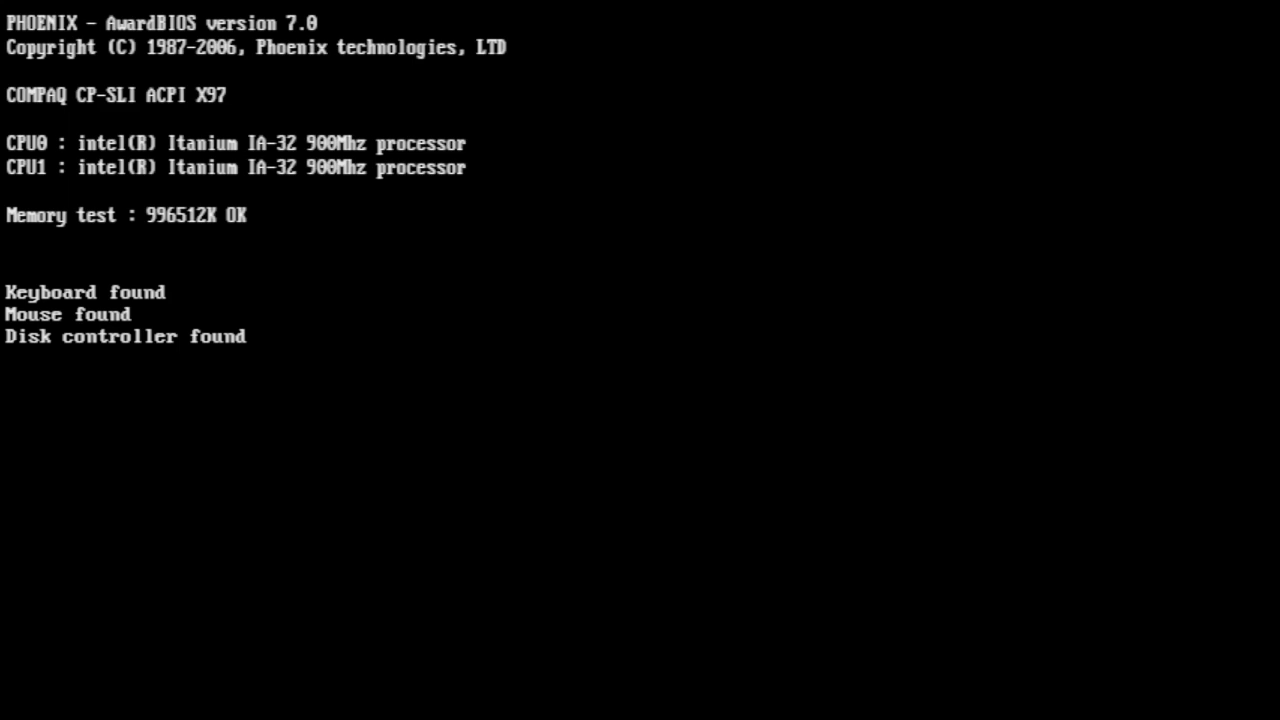 PHOENIX - AwardBIOS version 7.0
Copyright (C) 1987-2006, Phoenix technologies, LTD
COMPAQ CP-SLI ACPI X97
CPU0 : intel(R) Itanium IA-32 900Mhz processor
CPU1 : intel(R) Itanium IA-32 900Mhz processor
Memory test : 996512K OK
Keyboard found
Mouse found
Disk controller found